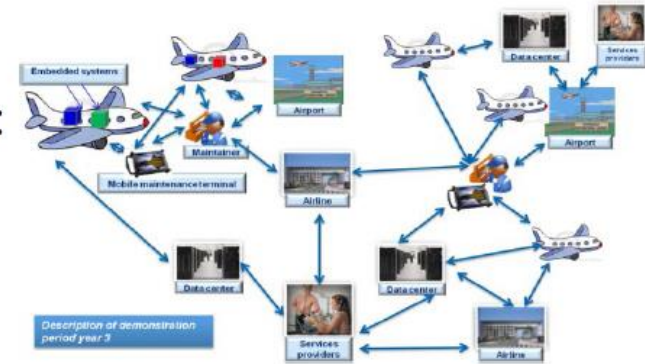 Embedded systems
Data center
Services
providers
Airport
Maintainer
Airport
Mobile maintenance terminal
Airline
Data center
Data center
Description of demonstration
period year 3
Services
providers
Airline